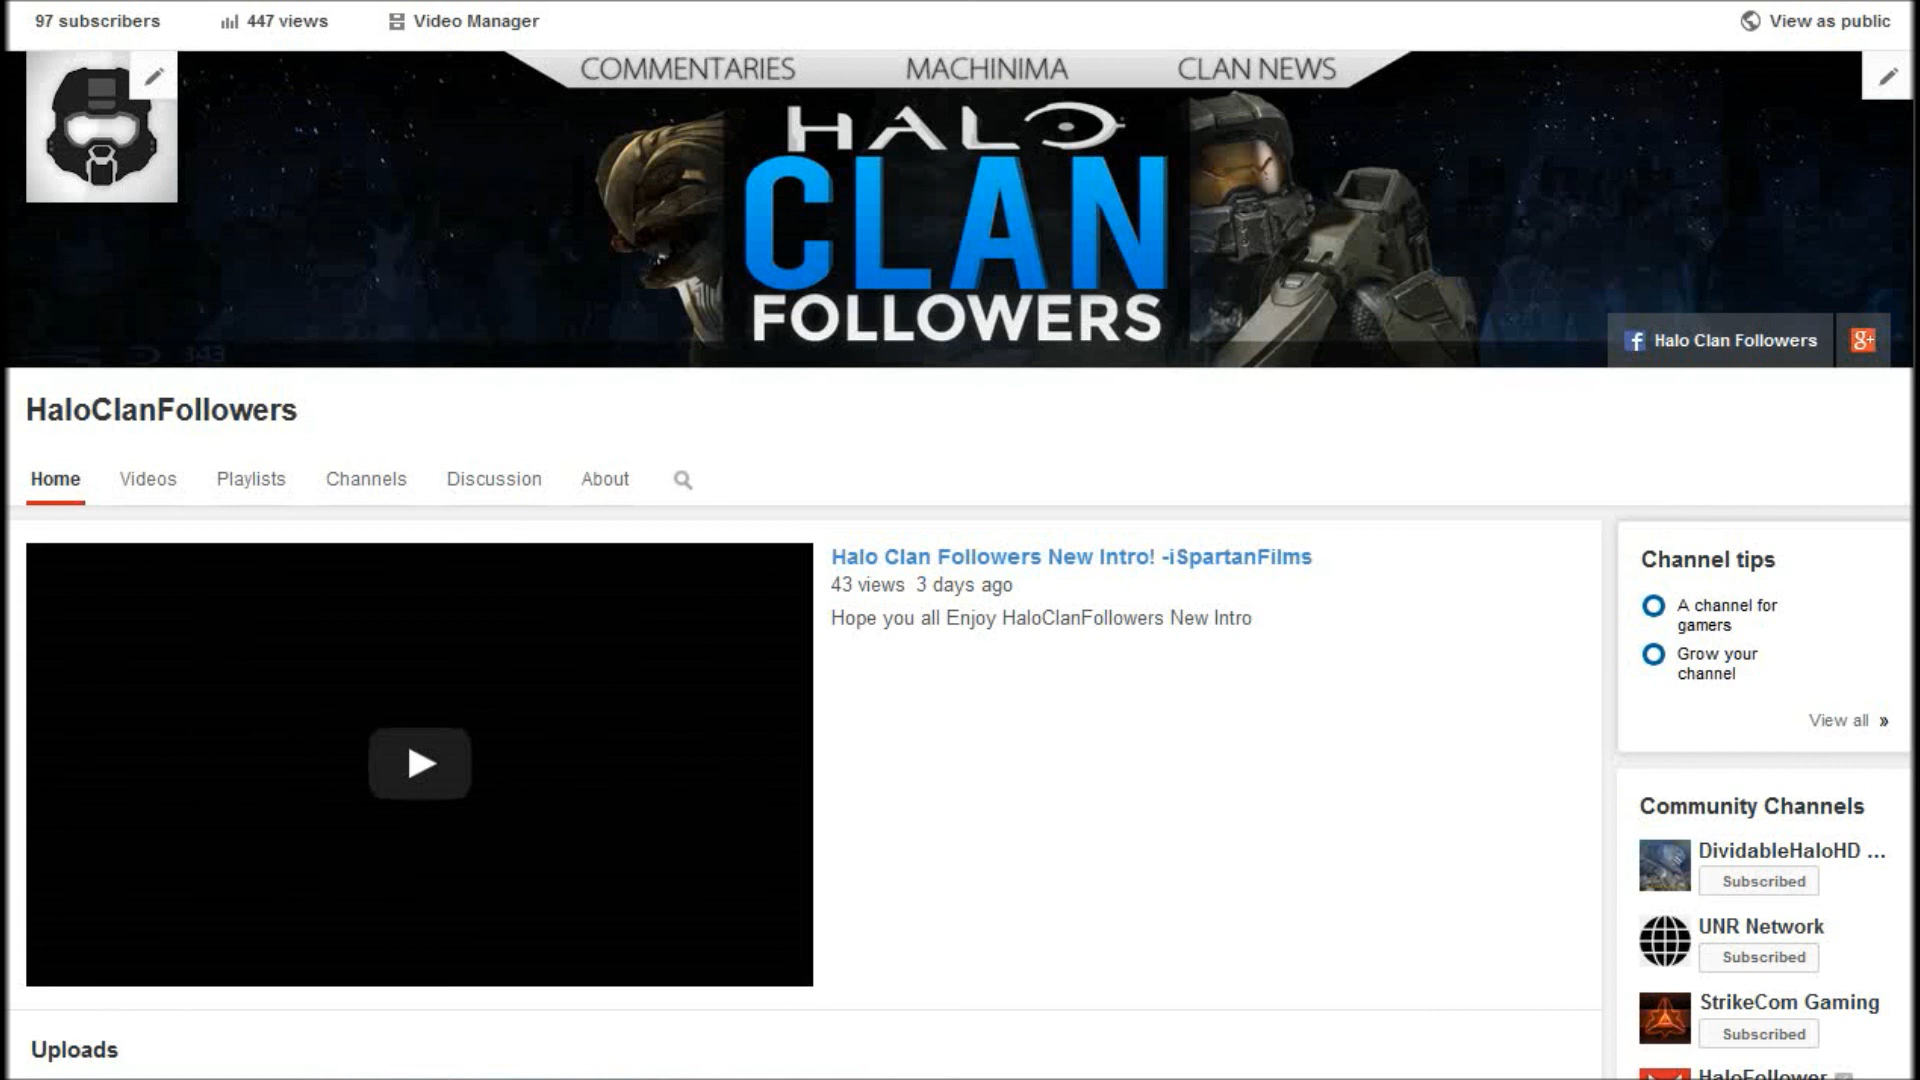 97 subscribers
447 views
Video Manager
View as public
COMMENTARIES
MACHINIMA
CLAN NEWS
HALO
CLAN
FOLLOWERS
343
Halo Clan Followers
g+
HaloClanFollowers
Home
Videos
Playlists
Channels
Discussion
About
Halo Clan Followers New Intro! -iSpartanFilms
43 views 3 days ago
Hope you all Enjoy HaloClanFollowers New Intro
Channel tips
A channel for
gamers
Grow your
channel
View all »
Community Channels
DividableHaloHD ...
Subscribed
UNR Network
Subscribed
StrikeCom Gaming
Subscribed
HaloFollower
Uploads